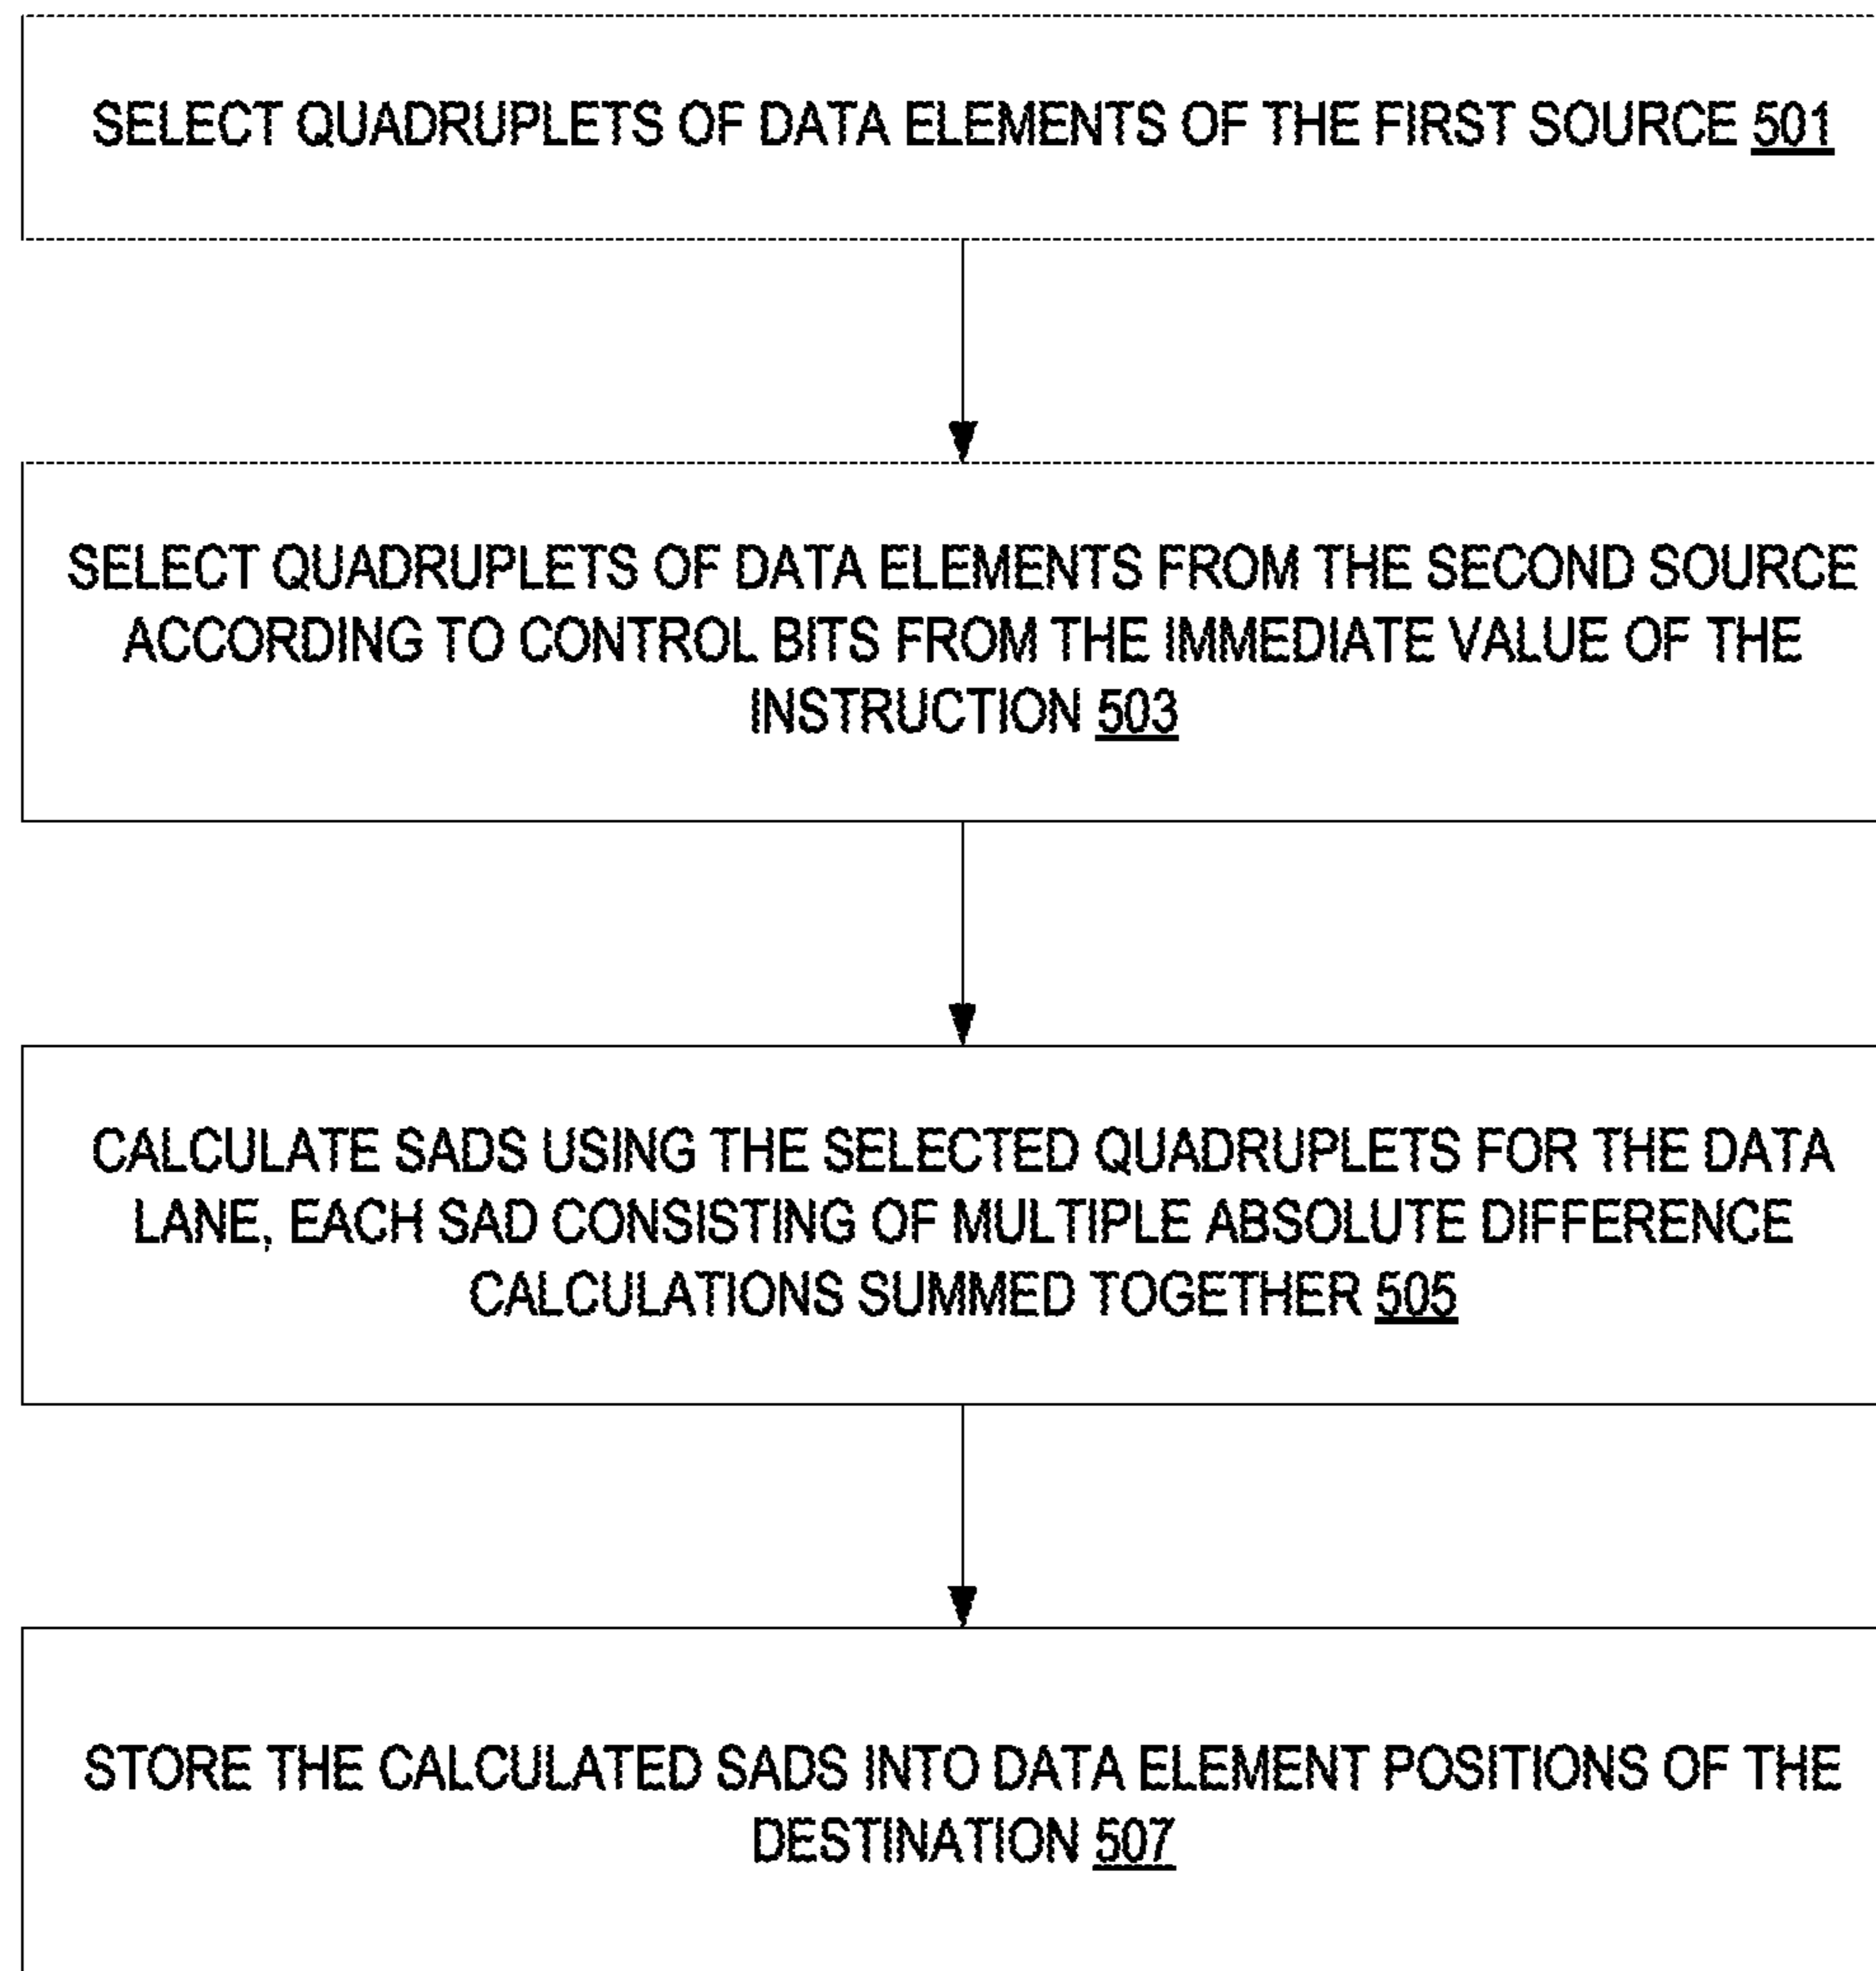 SELECT QUADRUPLETS OF DATA ELEMENTS OF THE FIRST SOURCE 501
SELECT QUADRUPLETS OF DATA ELEMENTS FROM THE SECOND SOURCE
ACCORDING TO CONTROL BITS FROM THE IMMEDIATE VALUE OF THE
INSTRUCTION 503
CALCULATE SADS USING THE SELECTED QUADRUPLETS FOR THE DATA
LANE, EACH SAD CONSISTING OF MULTIPLE ABSOLUTE DIFFERENCE
CALCULATIONS SUMMED TOGETHER 505
STORE THE CALCULATED SADS INTO DATA ELEMENT POSITIONS OF THE
DESTINATION 507